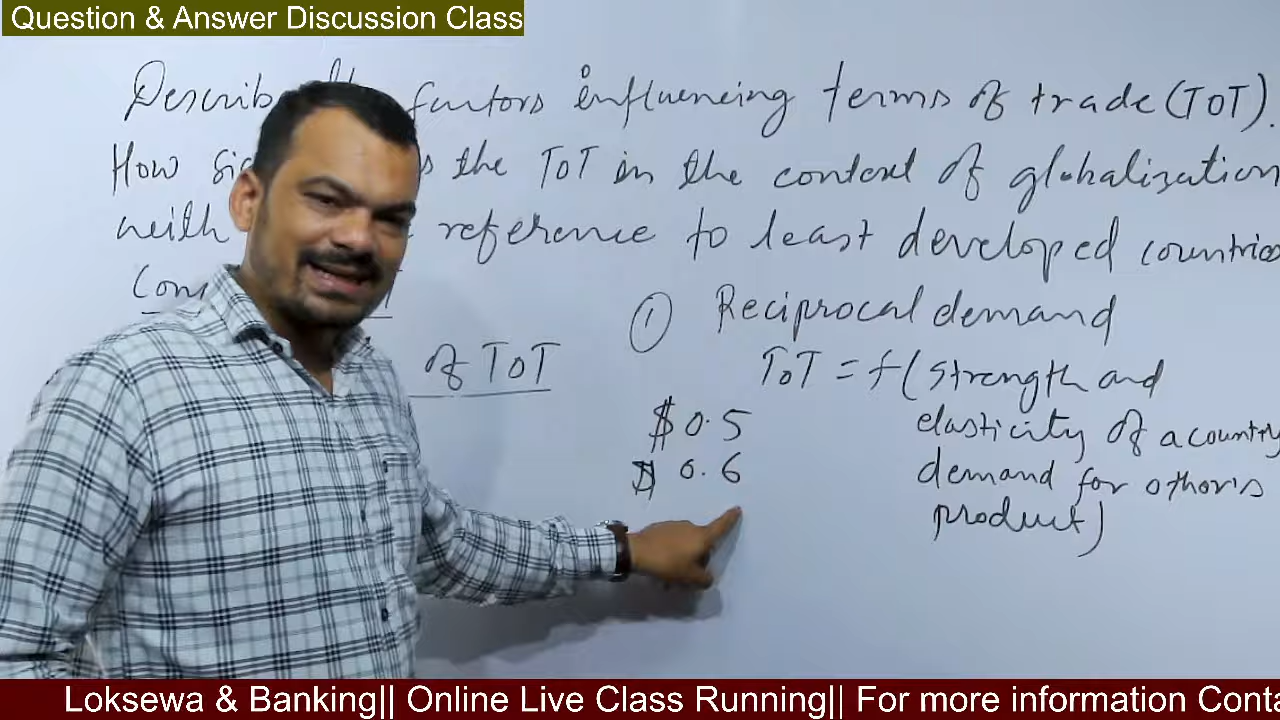 Question & Answer Discussion Class
Describ factors influencing terms of trade (ToT).
How the ToT in the context of globalization
with reference to least developed countries
① Reciprocal demand
of ToT
ToT = f (strength and
elasticity of a country
demand for other's
product)
$ 0.5
$ 0.6
Loksewa & Banking|| Online Live Class Running|| For more information Conta